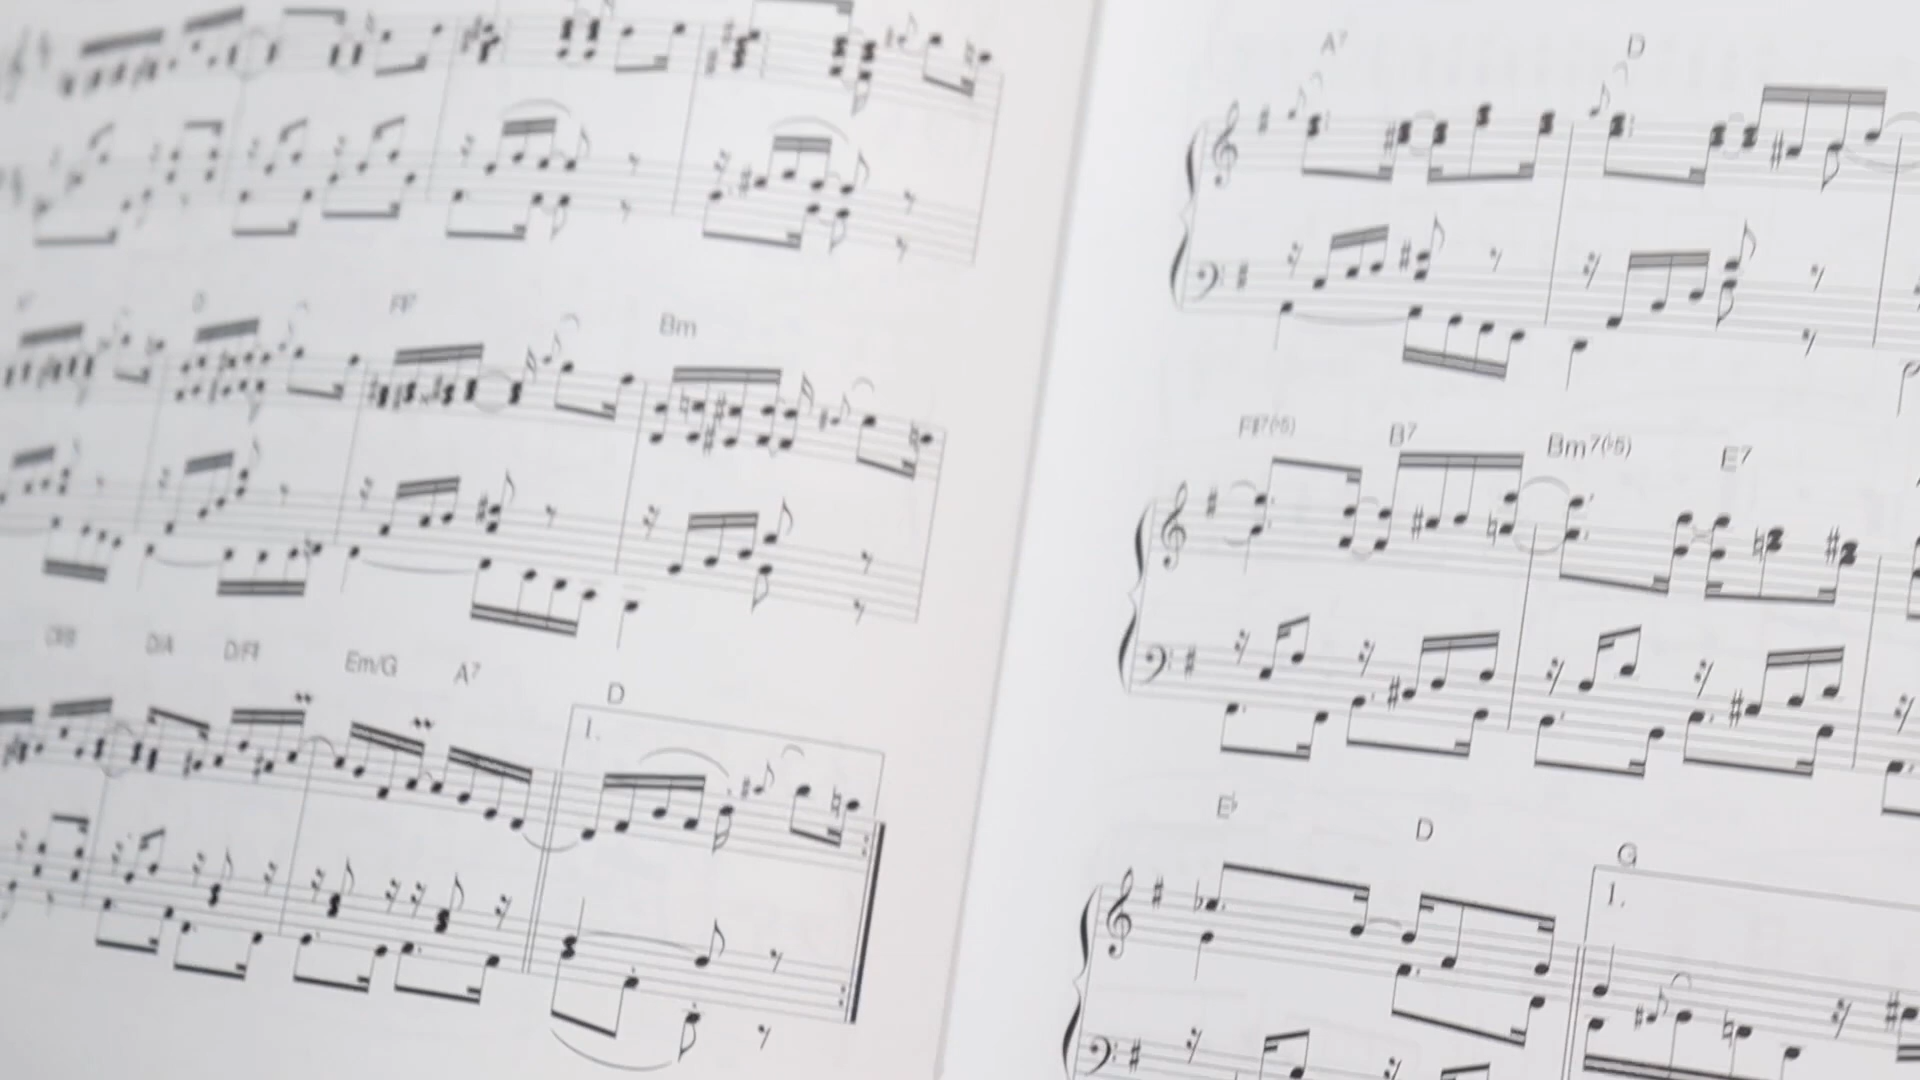 D F#7 Bm
D/A D/F# Em/G A7 D
1.
A7 D
F#7(♭5) B7 Bm7(♭5) E7
E♭ D G
1.